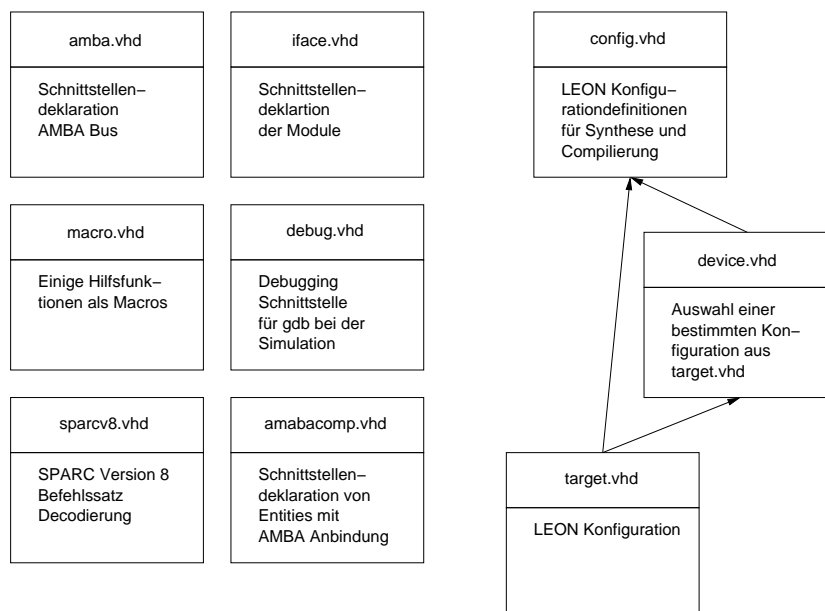 amba.vhd
Schnittstellen−
deklaration
AMBA Bus
iface.vhd
Schnittstellen−
deklartion
der Module
config.vhd
LEON Konfigu−
rationdefinitionen
für Synthese und
Compilierung
macro.vhd
Einige Hilfsfunk−
tionen als Macros
debug.vhd
Debugging
Schnittstelle
für gdb bei der
Simulation
device.vhd
Auswahl einer
bestimmten Kon−
figuration aus
target.vhd
sparcv8.vhd
SPARC Version 8
Befehlssatz
Decodierung
amabacomp.vhd
Schnittstellen−
deklaration von
Entities mit
AMBA Anbindung
target.vhd
LEON Konfiguration